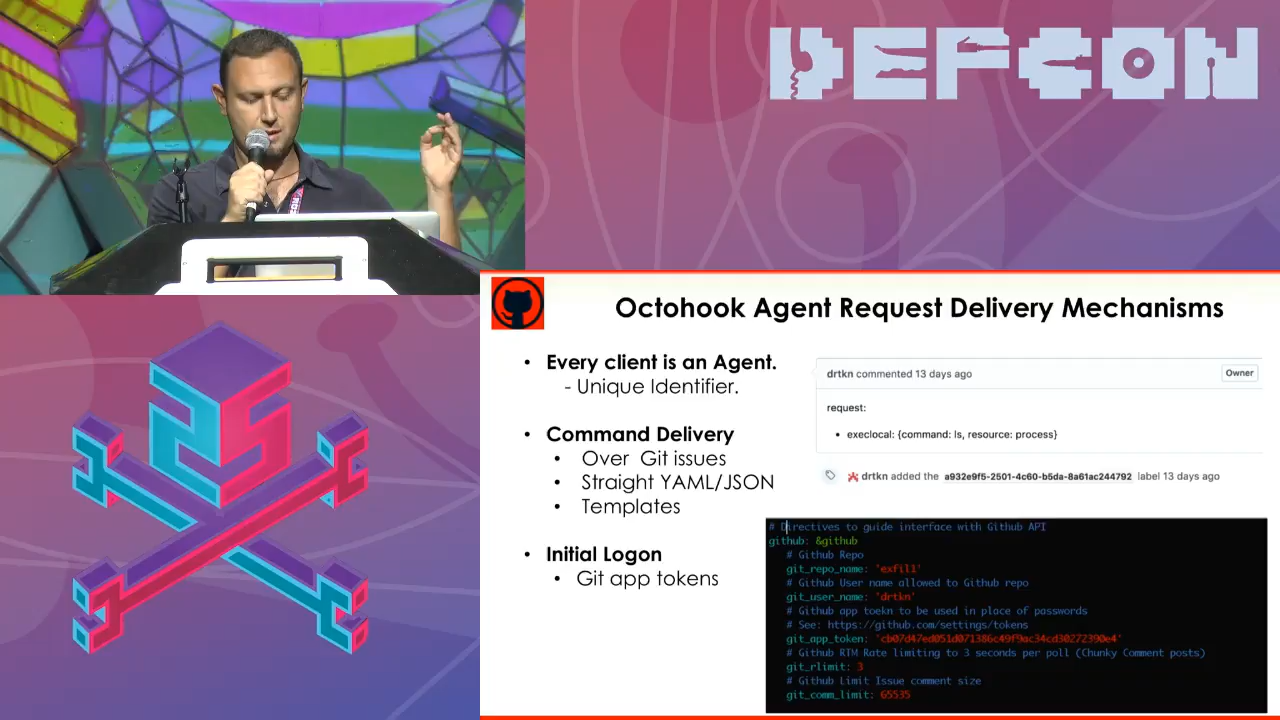 DEFCON
25
Octohook Agent Request Delivery Mechanisms
• Every client is an Agent.
- Unique Identifier.
• Command Delivery
• Over Git issues
• Straight YAML/JSON
• Templates
• Initial Logon
• Git app tokens
drtkn commented 13 days ago
Owner
request:
• execlocal: {command: ls, resource: process}
drtkn added the a932e9f5-2501-4c60-b5da-8a61ac244792 label 13 days ago
# Directives to guide interface with Github API
github: &github
# Github Repo
git_repo_name: 'exfil1'
# Github User name allowed to Github repo
git_user_name: 'drtkn'
# Github app toekn to be used in place of passwords
# See: https://github.com/settings/tokens
git_app_token: 'cb07d47ed051d071386c49f9ac34cd30272390e4'
# Github RTM Rate limiting to 3 seconds per poll (Chunky Comment posts)
git_rlimit: 3
# Github Limit Issue comment size
git_comm_limit: 65535